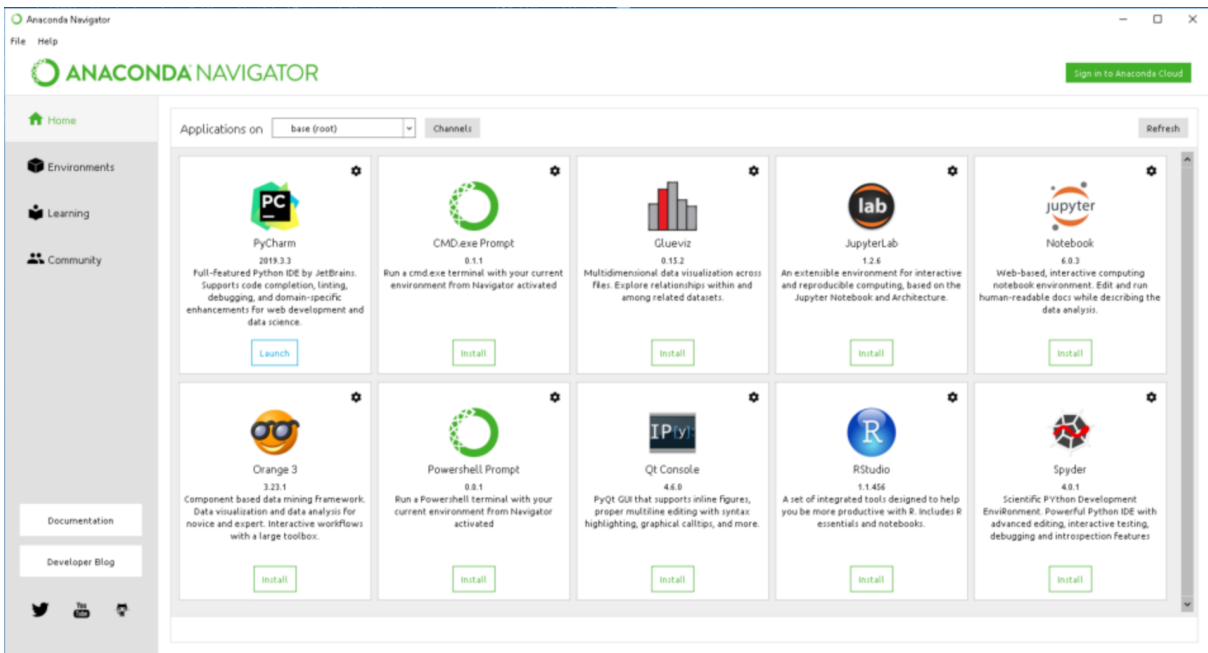 Anaconda Navigator
File Help
ANACONDA NAVIGATOR
Sign in to Anaconda Cloud
Home
Environments
Learning
Community
Documentation
Developer Blog
You
Tube
Applications on base (root) Channels Refresh
PC
PyCharm
2019.3.3
Full-featured Python IDE by JetBrains.
Supports code completion, linting,
debugging, and domain-specific
enhancements for web development and
data science.
Launch
CMD.exe Prompt
0.1.1
Run a cmd.exe terminal with your current
environment from Navigator activated
Install
Glueviz
0.15.2
Multidimensional data visualization across
files. Explore relationships within and
among related datasets.
Install
lab
JupyterLab
1.2.6
An extensible environment for interactive
and reproducible computing, based on the
Jupyter Notebook and Architecture.
Install
jupyter
Notebook
6.0.3
Web-based, interactive computing
notebook environment. Edit and run
human-readable docs while describing the
data analysis.
Install
Orange 3
3.23.1
Component based data mining framework.
Data visualization and data analysis for
novice and expert. Interactive workflows
with a large toolbox.
Install
Powershell Prompt
0.0.1
Run a Powershell terminal with your
current environment from Navigator
activated
Install
IP[y]:
Qt Console
4.6.0
PyQt GUI that supports inline figures,
proper multiline editing with syntax
highlighting, graphical calltips, and more.
Install
R
RStudio
1.1.456
A set of integrated tools designed to help
you be more productive with R. Includes R
essentials and notebooks.
Install
Spyder
4.0.1
Scientific PYthon Development
EnviRonment. Powerful Python IDE with
advanced editing, interactive testing,
debugging and introspection features
Install